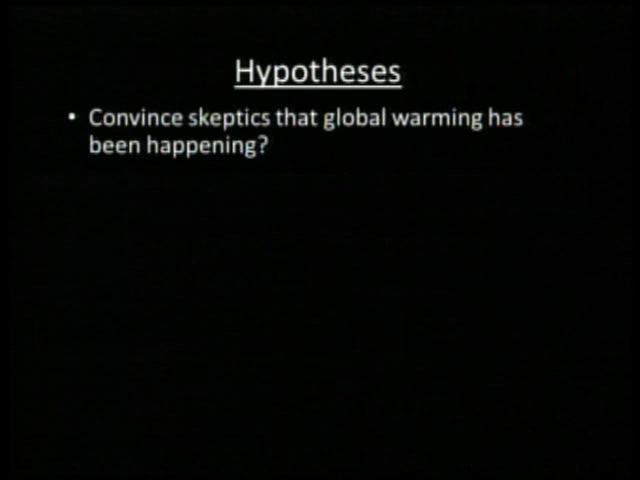 Hypotheses
• Convince skeptics that global warming has
been happening?